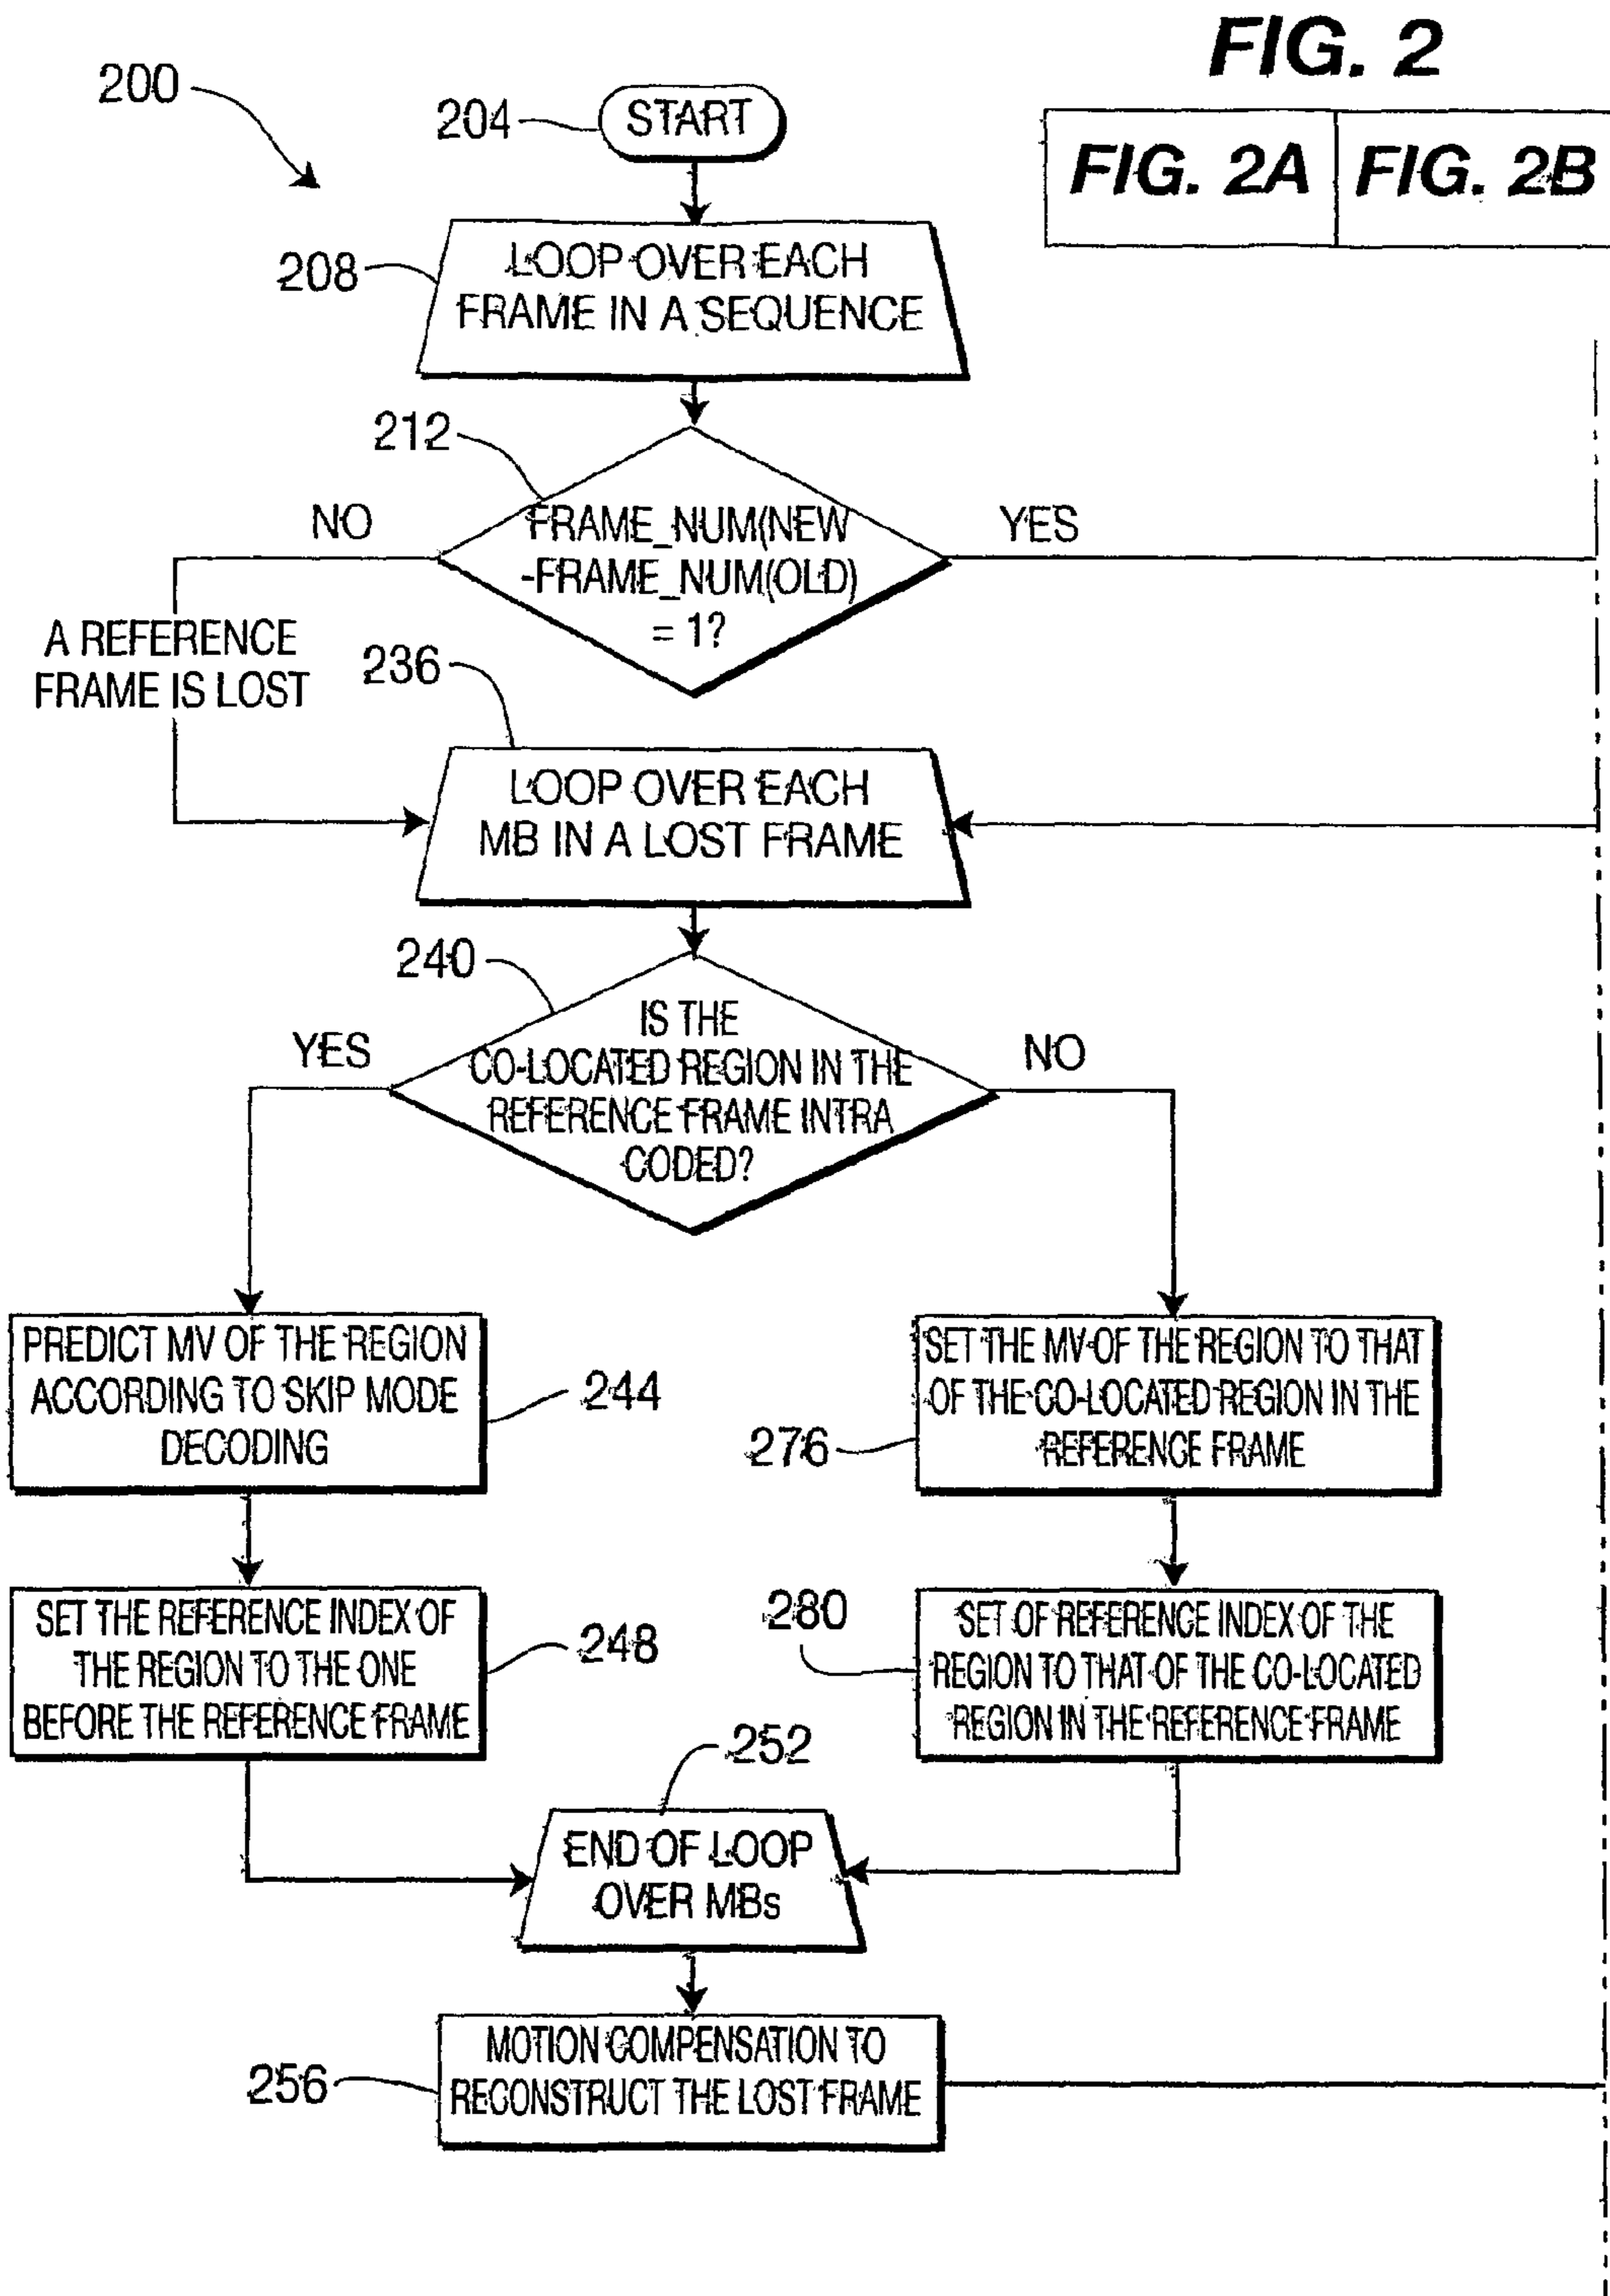 FIG. 2
FIG. 2A
FIG. 2B
200
204
START
208
LOOP OVER EACH
FRAME IN A SEQUENCE
212
NO
FRAME_NUM(NEW
-FRAME_NUM(OLD)
= 1?
YES
A REFERENCE
FRAME IS LOST
236
LOOP OVER EACH
MB IN A LOST FRAME
240
YES
IS THE
CO-LOCATED REGION IN THE
REFERENCE FRAME INTRA
CODED?
NO
PREDICT MV OF THE REGION
ACCORDING TO SKIP MODE
DECODING
244
276
SET THE MV OF THE REGION TO THAT
OF THE CO-LOCATED REGION IN THE
REFERENCE FRAME
SET THE REFERENCE INDEX OF
THE REGION TO THE ONE
BEFORE THE REFERENCE FRAME
248
280
SET OF REFERENCE INDEX OF THE
REGION TO THAT OF THE CO-LOCATED
REGION IN THE REFERENCE FRAME
252
END OF LOOP
OVER MBs
256
MOTION COMPENSATION TO
RECONSTRUCT THE LOST FRAME